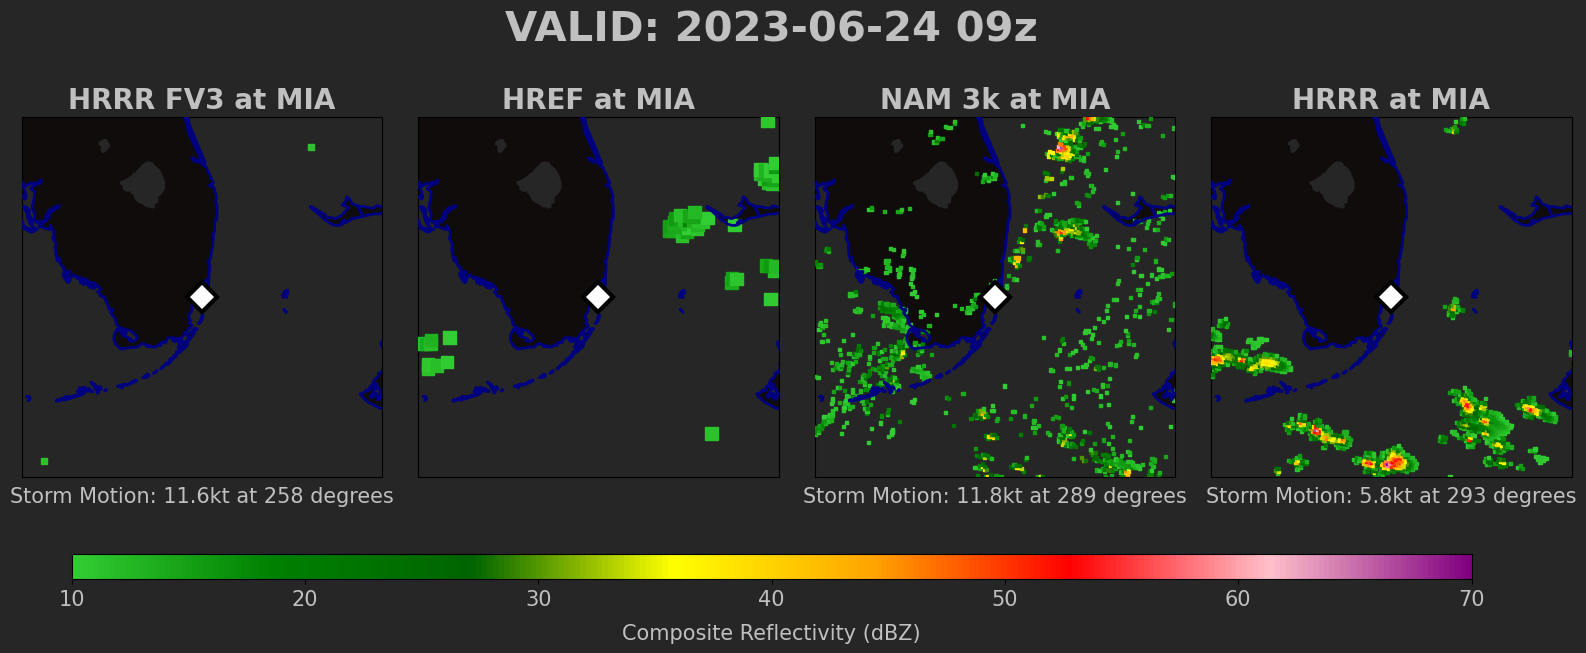 VALID: 2023-06-24 09z
HRRR FV3 at MIA
HREF at MIA
NAM 3k at MIA
HRRR at MIA
Storm Motion: 11.6kt at 258 degrees
Storm Motion: 11.8kt at 289 degrees
Storm Motion: 5.8kt at 293 degrees
10 20 30 40 50 60 70
Composite Reflectivity (dBZ)